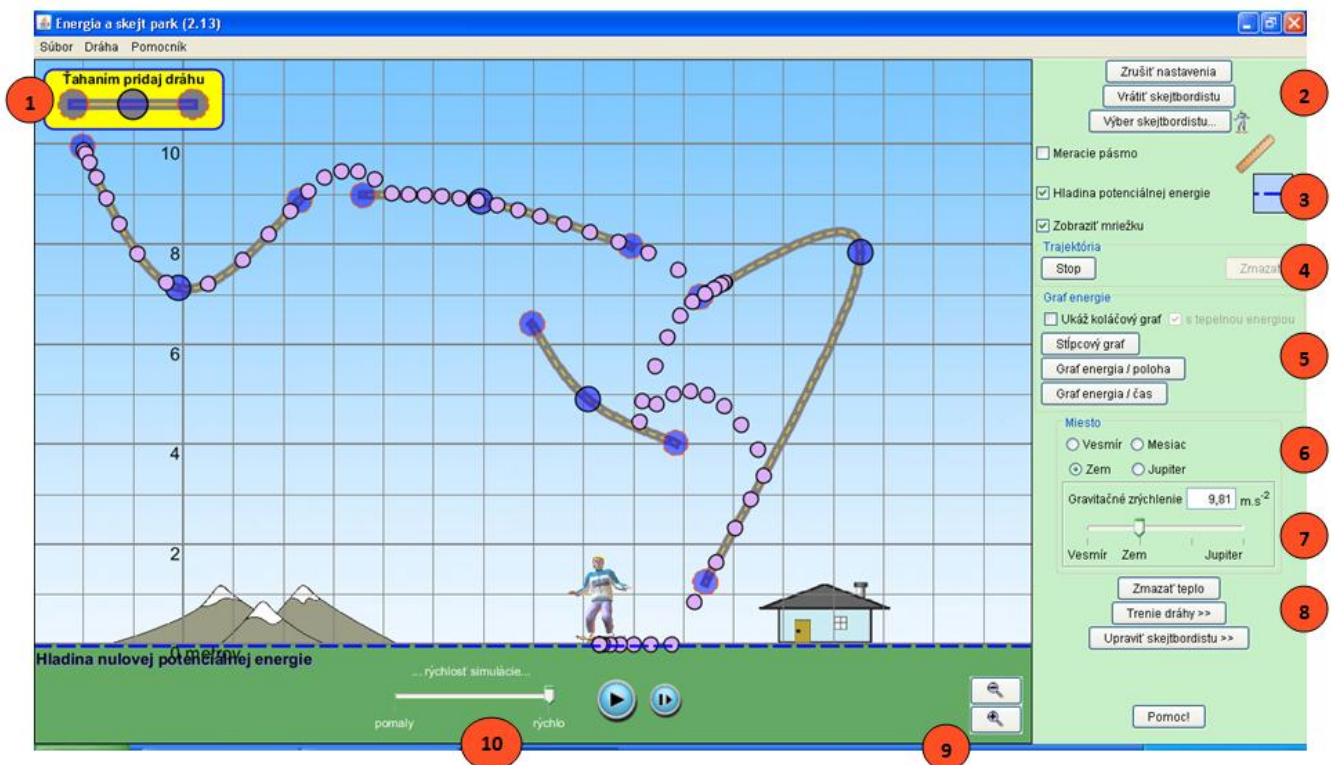 Energia a skejt park (2.13)
Súbor Dráha Pomocník
Ťahaním pridaj dráhu
1
10
8
6
4
2
0 metrov
Hladina nulovej potenciálnej energie
...rýchlosť simulácie...
pomaly rýchlo
10
9
Zrušiť nastavenia
Vrátiť skejtbordistu
2
Výber skejtbordistu...
Meracie pásmo
Hladina potenciálnej energie
3
Zobraziť mriežku
Trajektória
Stop
Zmazať
4
Graf energie
Ukáž koláčový graf s tepelnou energiou
Stĺpcový graf
5
Graf energia / poloha
Graf energia / čas
Miesto
Vesmír Mesiac
6
Zem Jupiter
Gravitačné zrýchlenie 9,81 m.s-2
7
Vesmír Zem Jupiter
Zmazať teplo
8
Trenie dráhy >>
Upraviť skejtbordistu >>
Pomoc!